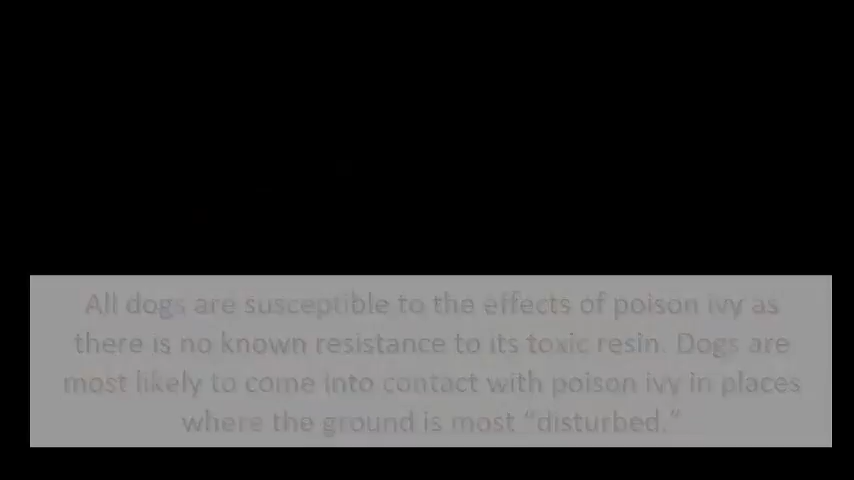 All dogs are susceptible to the effects of poison ivy as
there is no known resistance to its toxic resin. Dogs are
most likely to come into contact with poison ivy in places
where the ground is most “disturbed.”